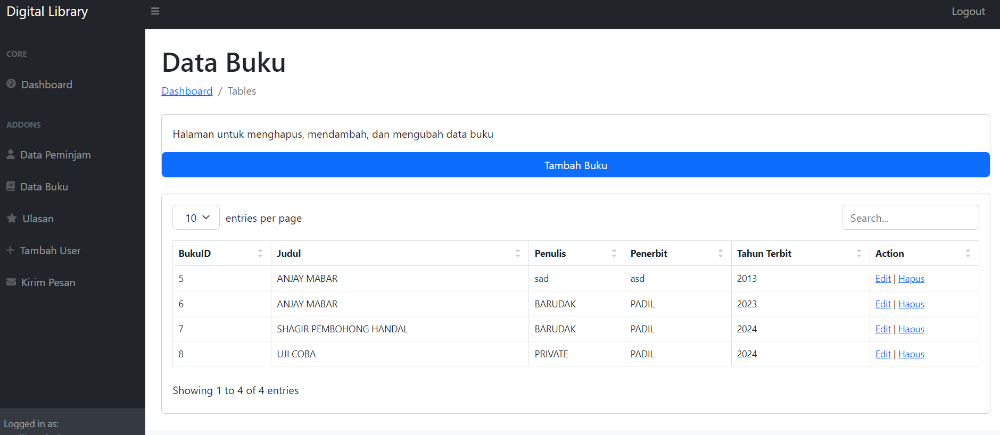 Digital Library
Logout
CORE
Dashboard
ADDONS
Data Peminjam
Data Buku
Ulasan
Tambah User
Kirim Pesan
Logged in as:
Data Buku
Dashboard / Tables
Halaman untuk menghapus, mendambah, dan mengubah data buku
Tambah Buku
10 entries per page
Search...
BukuID Judul Penulis Penerbit Tahun Terbit Action
5 ANJAY MABAR sad asd 2013 Edit | Hapus
6 ANJAY MABAR BARUDAK PADIL 2023 Edit | Hapus
7 SHAGIR PEMBOHONG HANDAL BARUDAK PADIL 2024 Edit | Hapus
8 UJI COBA PRIVATE PADIL 2024 Edit | Hapus
Showing 1 to 4 of 4 entries